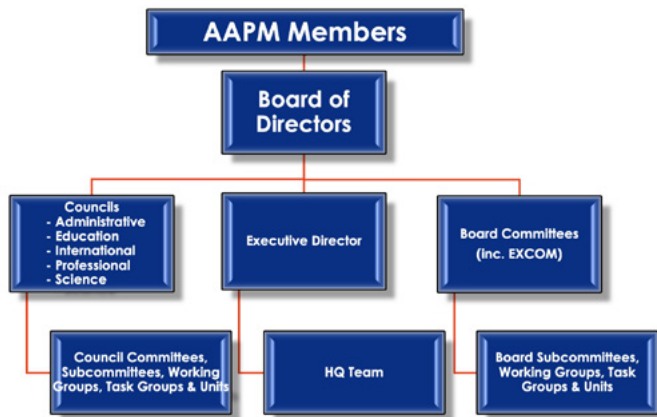 AAPM Members
Board of
Directors
Councils
- Administrative
- Education
- International
- Professional
- Science
Executive Director
Board Committees
(inc. EXCOM)
Council Committees,
Subcommittees, Working
Groups, Task Groups & Units
HQ Team
Board Subcommittees,
Working Groups, Task
Groups & Units